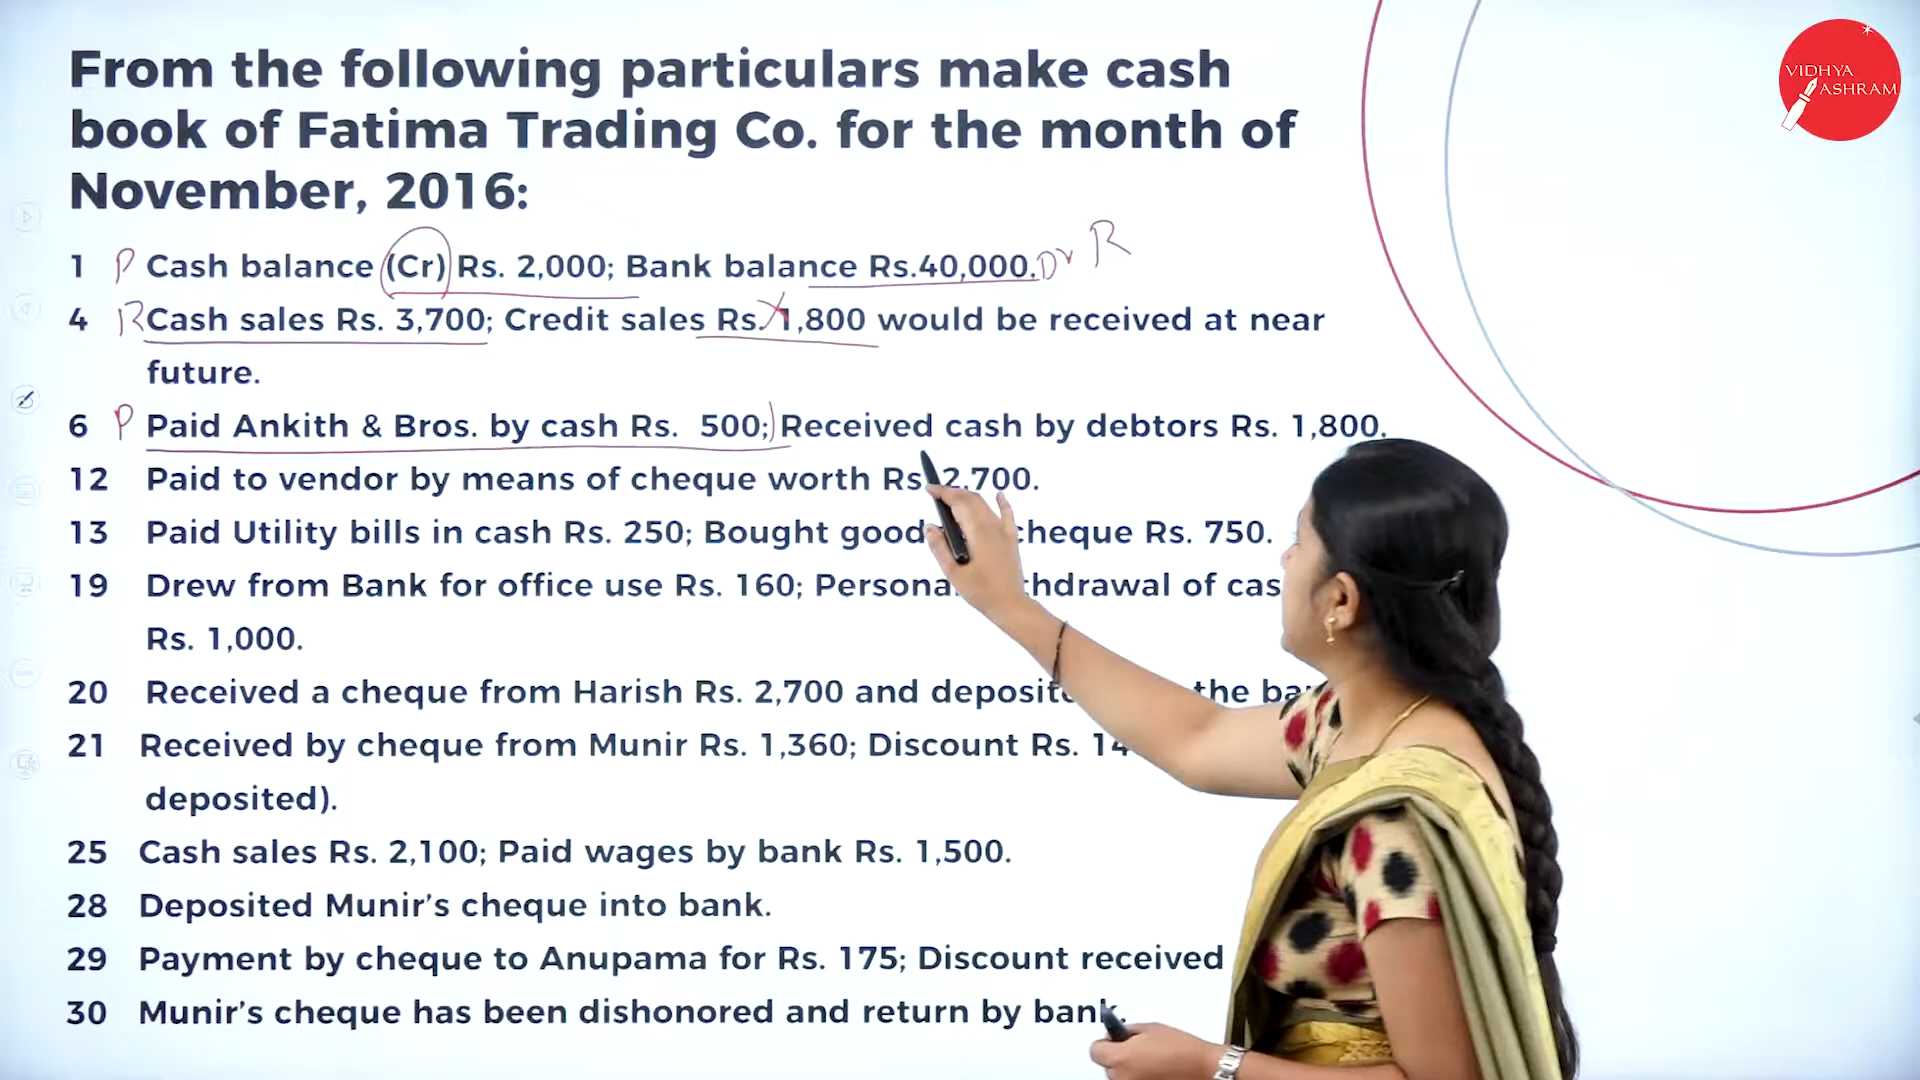 VIDHYA
ASHRAM
From the following particulars make cash
book of Fatima Trading Co. for the month of
November, 2016:
1 P Cash balance (Cr) Rs. 2,000; Bank balance Rs.40,000. Dr R
4 R Cash sales Rs. 3,700; Credit sales Rs. 1,800 would be received at near
future.
6 P Paid Ankith & Bros. by cash Rs. 500; Received cash by debtors Rs. 1,800.
12 Paid to vendor by means of cheque worth Rs 2,700.
13 Paid Utility bills in cash Rs. 250; Bought cheque Rs. 750.
19 Drew from Bank for office use Rs. 160; of
Rs. 1,000.
20 Received a cheque from Harish Rs. 2,700 and the
21 Received by cheque from Munir Rs. 1,360; Discount Rs.
deposited).
25 Cash sales Rs. 2,100; Paid wages by bank Rs. 1,500.
28 Deposited Munir's cheque into bank.
29 Payment by cheque to Anupama for Rs. 175; Discount received
30 Munir's cheque has been dishonored and return by bank.